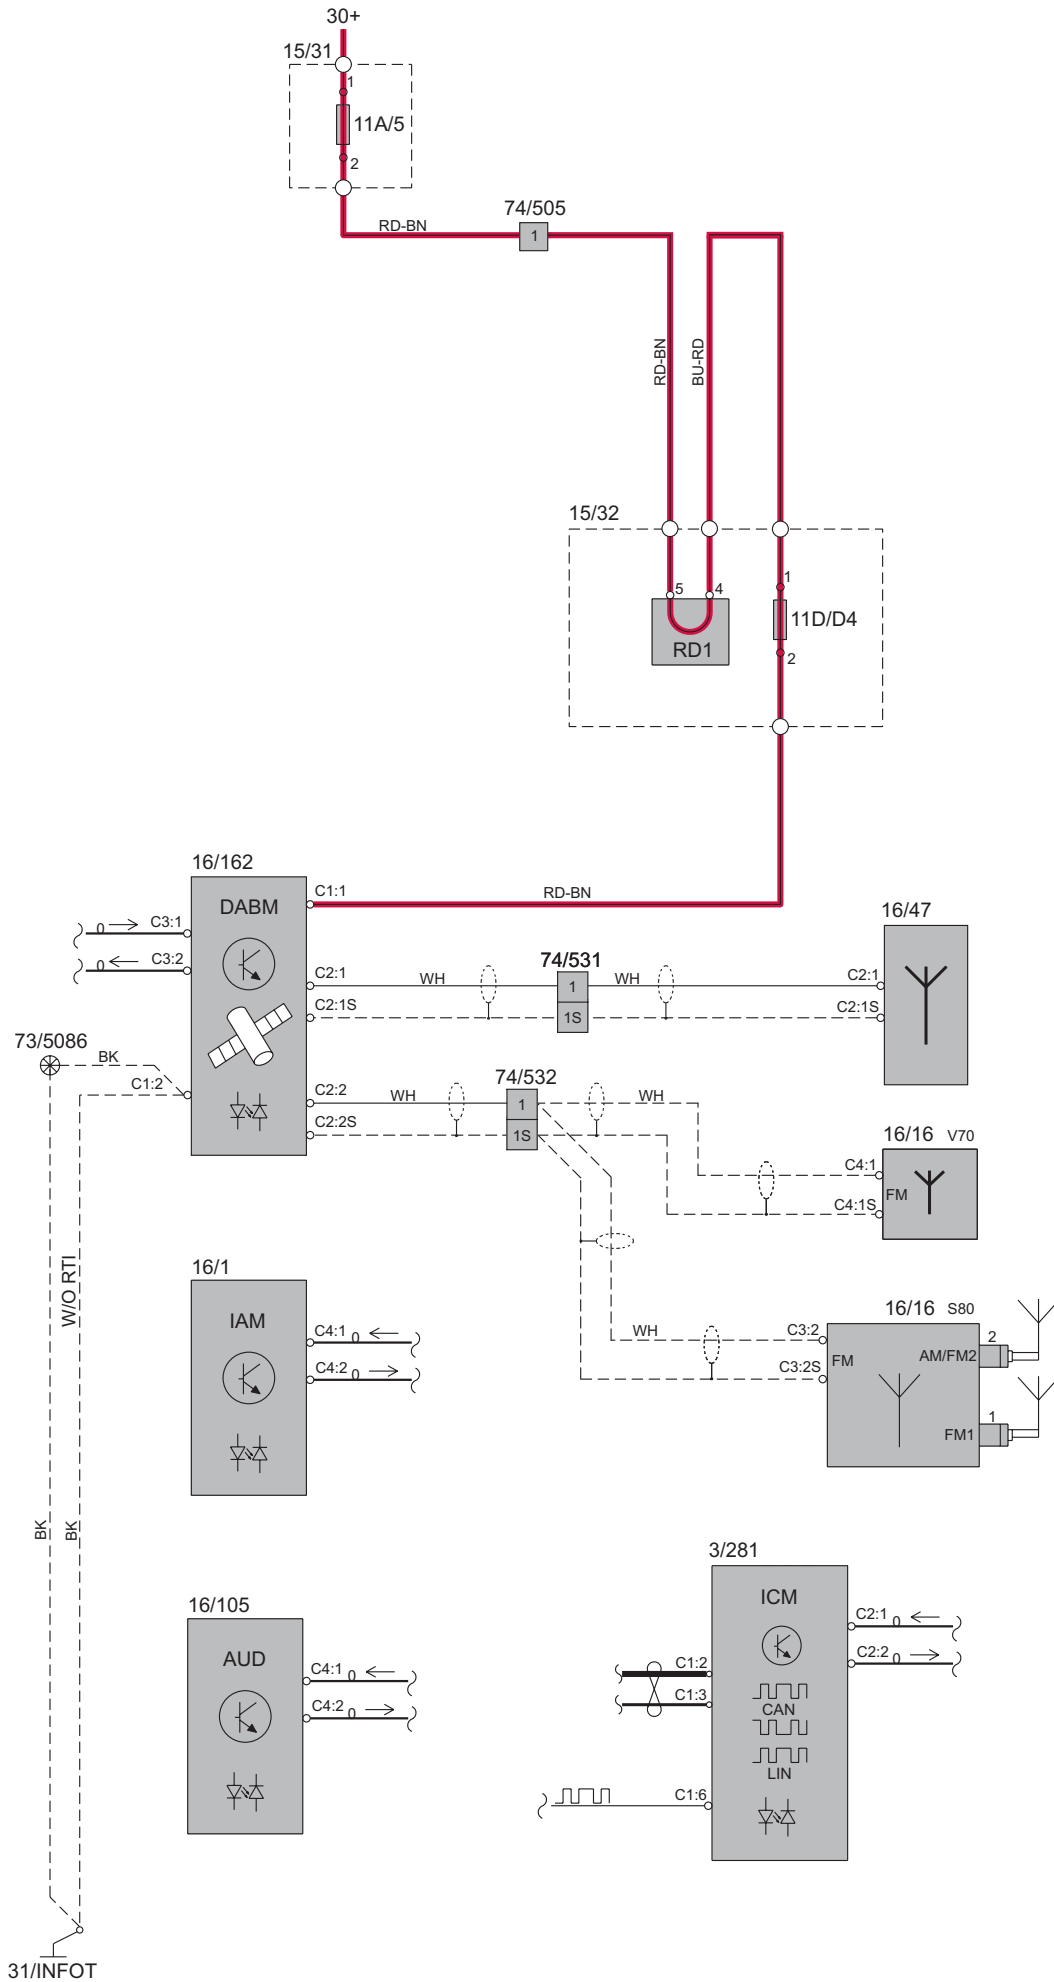 30+
15/31
1
11A/5
2
74/505
RD-BN
1
RD-BN
BU-RD
15/32
5
4
1
11D/D4
RD1
2
16/162
DABM
C1:1
RD-BN
0
C3:1
0
C3:2
16/47
C2:1
WH
74/531
1
WH
C2:1
C2:1S
1S
C2:1S
73/5086
BK
C1:2
C2:2
WH
74/532
1
WH
C2:2S
1S
16/16 V70
C4:1
FM
C4:1S
W/O RTI
16/1
IAM
C4:1 0
C4:2 0
16/16 S80
WH
C3:2
C3:2S
FM
AM/FM2
2
1
FM1
BK
BK
3/281
ICM
C2:1 0
C2:2 0
C1:2
C1:3
CAN
LIN
C1:6
16/105
AUD
C4:1 0
C4:2 0
31/INFOT